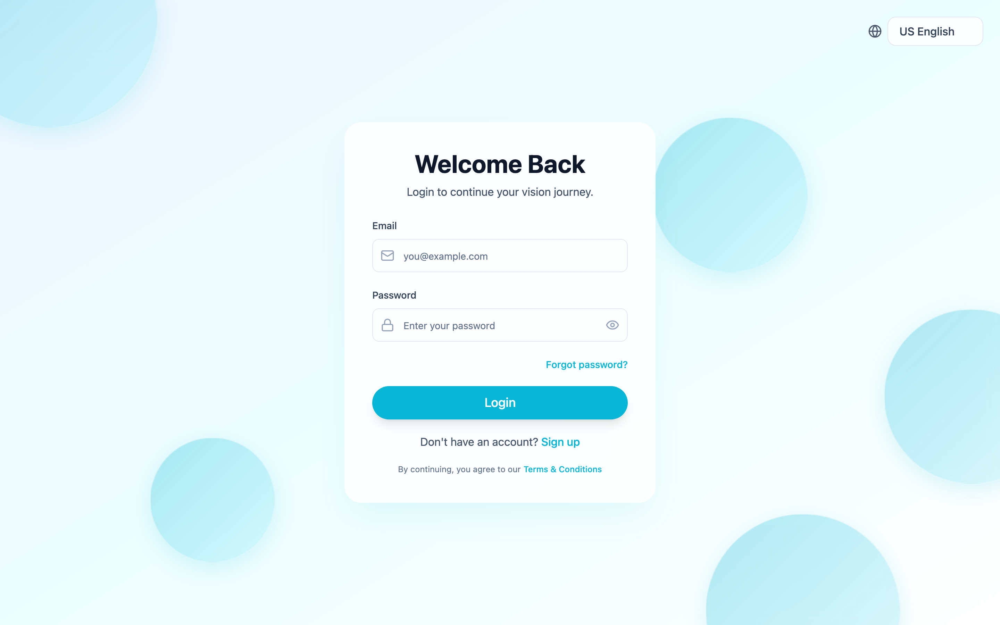 US English
Welcome Back
Login to continue your vision journey.
Email
you@example.com
Password
Enter your password
Forgot password?
Login
Don't have an account? Sign up
By continuing, you agree to our Terms & Conditions